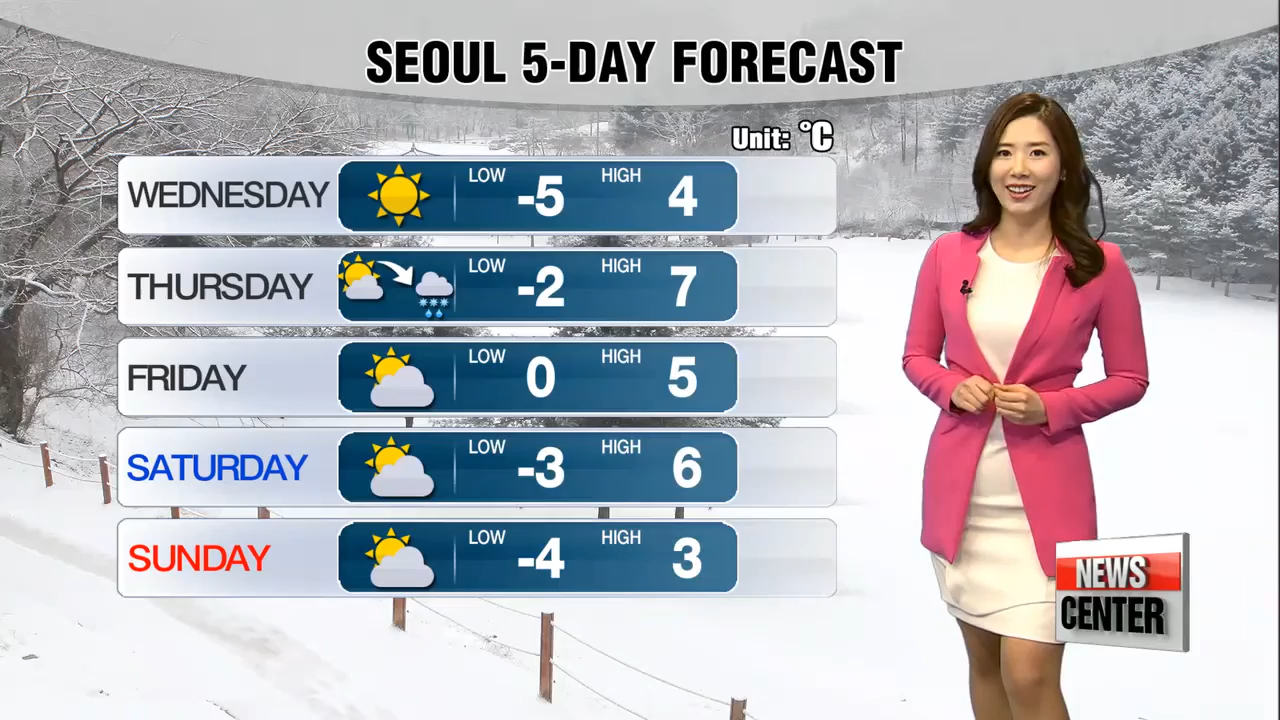 SEOUL 5-DAY FORECAST
Unit: °C
WEDNESDAY LOW -5 HIGH 4
THURSDAY LOW -2 HIGH 7
FRIDAY LOW 0 HIGH 5
SATURDAY LOW -3 HIGH 6
SUNDAY LOW -4 HIGH 3
NEWS
CENTER